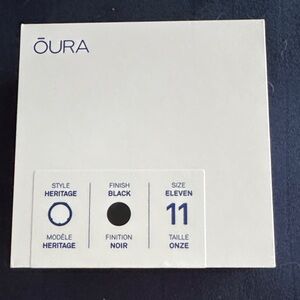 ŌURA
STYLE
HERITAGE
MODÈLE
HERITAGE
FINISH
BLACK
FINITION
NOIR
SIZE
ELEVEN
11
TAILLE
ONZE